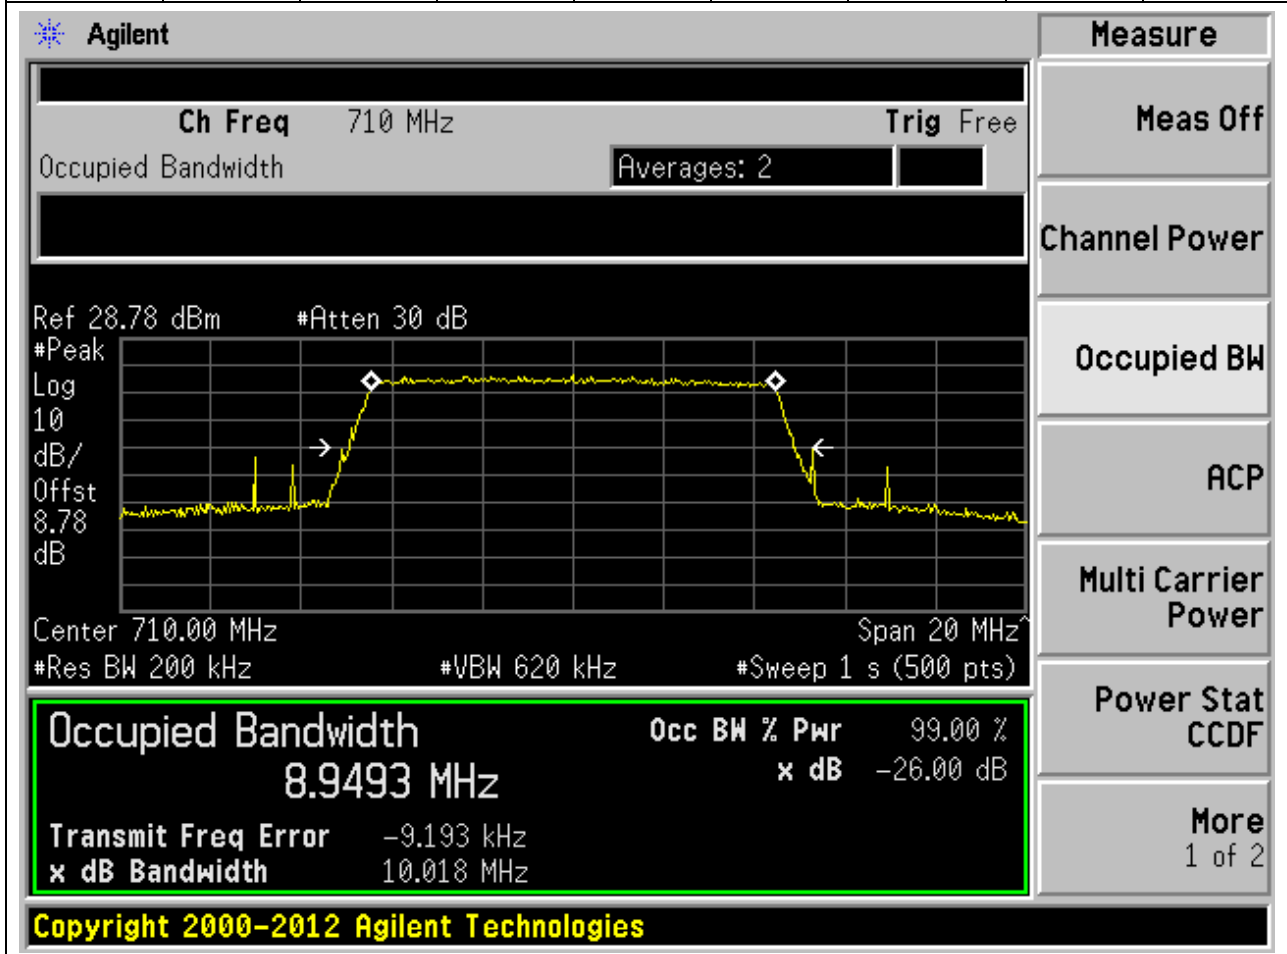 Agilent
Measure
Ch Freq 710 MHz Trig Free
Occupied Bandwidth Averages: 2
Meas Off
Channel Power
Occupied BW
ACP
Multi Carrier
Power
Power Stat
CCDF
More
1 of 2
Ref 28.78 dBm #Atten 30 dB
#Peak
Log
10
dB/
Offst
8.78
dB
Center 710.00 MHz Span 20 MHz^
#Res BW 200 kHz #VBW 620 kHz #Sweep 1 s (500 pts)
Occupied Bandwidth
8.9493 MHz
Occ BW % Pwr 99.00 %
x dB -26.00 dB
Transmit Freq Error -9.193 kHz
x dB Bandwidth 10.018 MHz
Copyright 2000-2012 Agilent Technologies